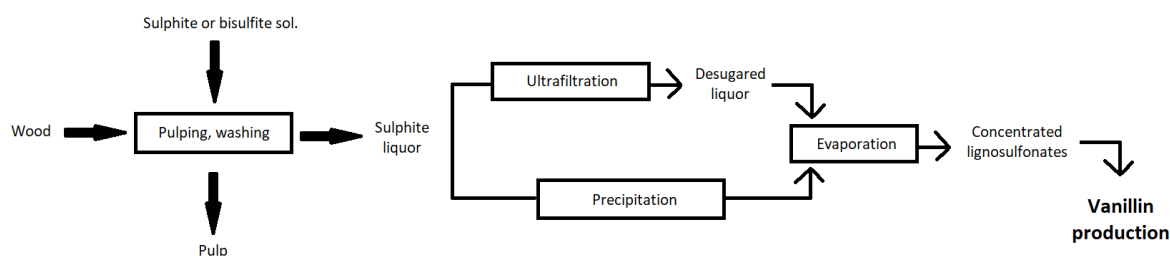 Sulphite or bisulfite sol.
Wood
Pulping, washing
Pulp
Sulphite
liquor
Ultrafiltration
Desugared
liquor
Precipitation
Evaporation
Concentrated
lignosulfonates
Vanillin
production